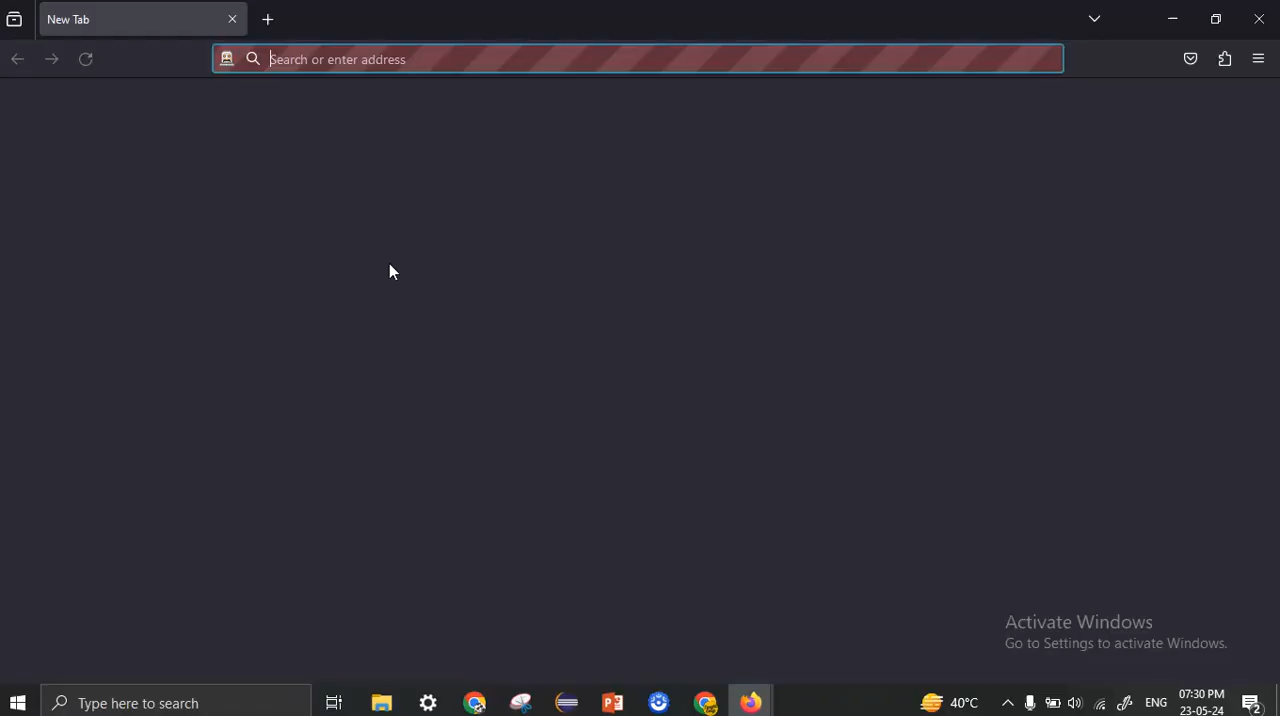 New Tab
Search or enter address
Activate Windows
Go to Settings to activate Windows.
Type here to search
40°C
ENG
07:30 PM
23-05-24
2